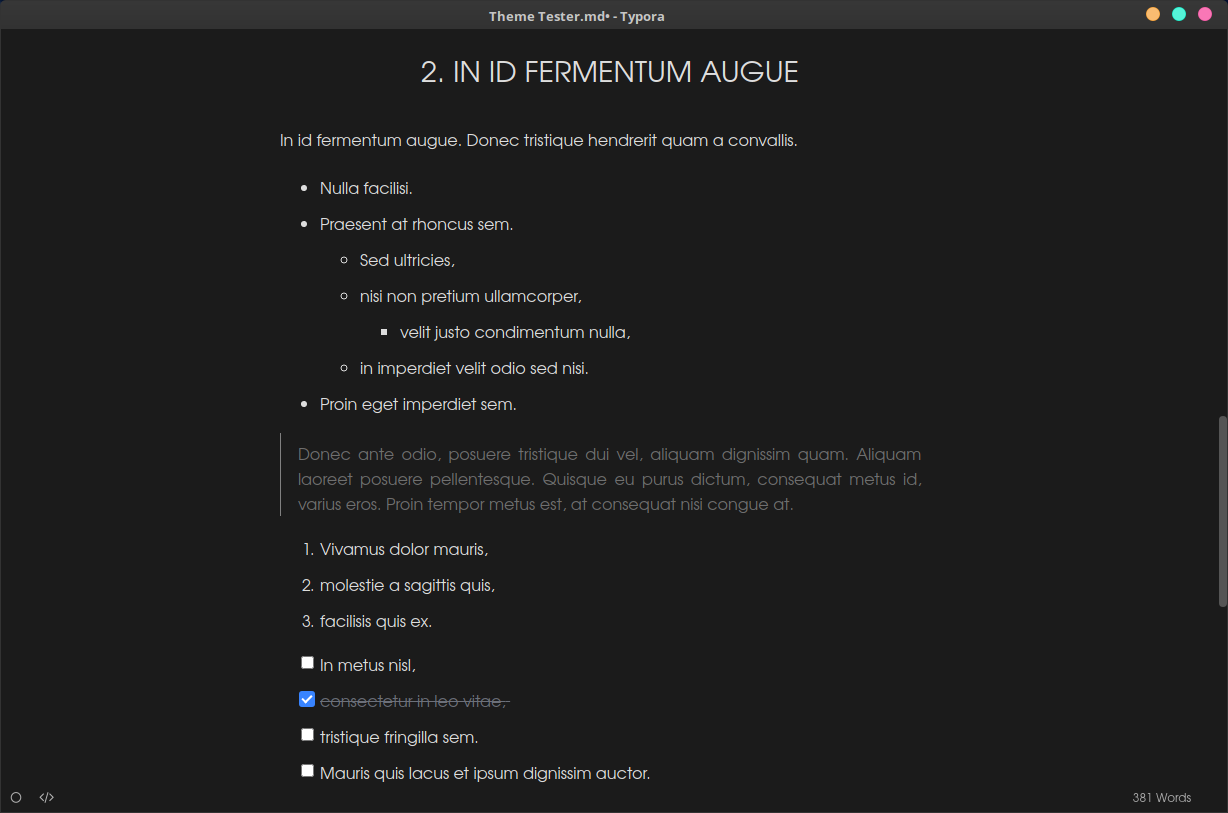 Theme Tester.md• - Typora
2. IN ID FERMENTUM AUGUE
In id fermentum augue. Donec tristique hendrerit quam a convallis.
Nulla facilisi.
Praesent at rhoncus sem.
Sed ultricies,
nisi non pretium ullamcorper,
velit justo condimentum nulla,
in imperdiet velit odio sed nisi.
Proin eget imperdiet sem.
Donec ante odio, posuere tristique dui vel, aliquam dignissim quam. Aliquam
laoreet posuere pellentesque. Quisque eu purus dictum, consequat metus id,
varius eros. Proin tempor metus est, at consequat nisi congue at.
1. Vivamus dolor mauris,
2. molestie a sagittis quis,
3. facilisis quis ex.
In metus nisl,
consectetur in leo vitae,
tristique fringilla sem.
Mauris quis lacus et ipsum dignissim auctor.
</> 381 Words